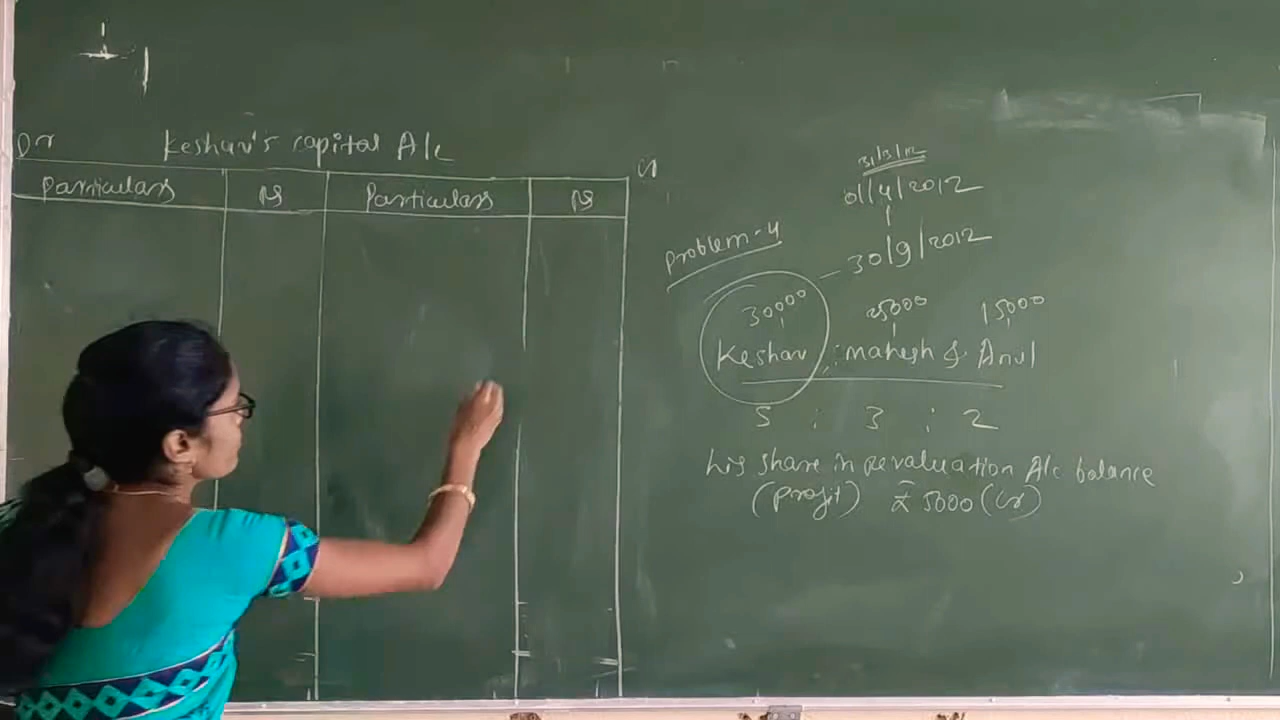 Dr Keshav's capital A/c Cr
Particulars Rs Particulars Rs
31/3/12
01/4/2012
30/9/2012
Problem-4
30000 25000 15000
Keshav : mahesh & Anul
5 : 3 : 2
his share in revaluation A/c balance
(Profit) ₹ 5000 (Cr)